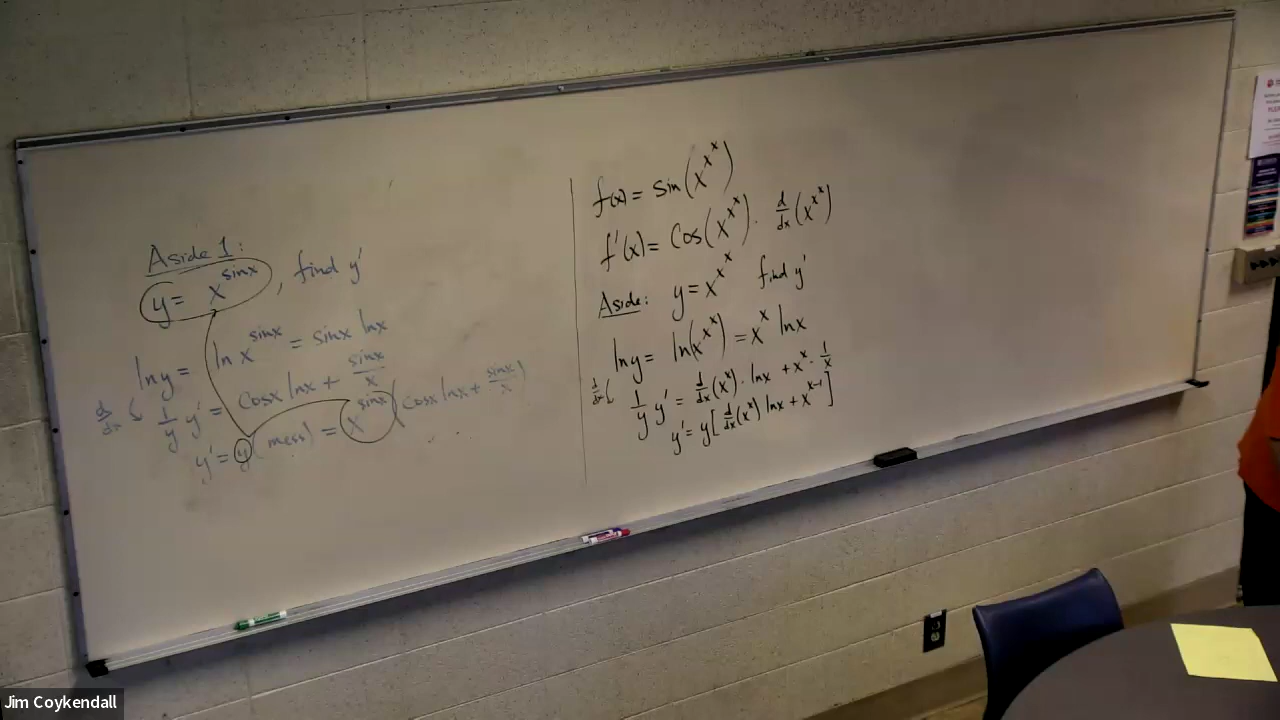 Aside 1:
y = x^{sinx}, find y'
ln y = ln x^{sinx} = sinx lnx
d/dx ( 1/y y' = cosx lnx + sinx/x
y' = y(mess) = x^{sinx}(cosx lnx + sinx/x)
f(x) = sin(x^{x^x})
f'(x) = cos(x^{x^x}) · d/dx(x^{x^x})
Aside: y = x^{x^x} find y'
ln y = ln(x^{x^x}) = x^x lnx
d/dx ( 1/y y' = d/dx(x^x) · lnx + x^x · 1/x
y' = y[d/dx(x^x) lnx + x^{x-1}]
Jim Coykendall